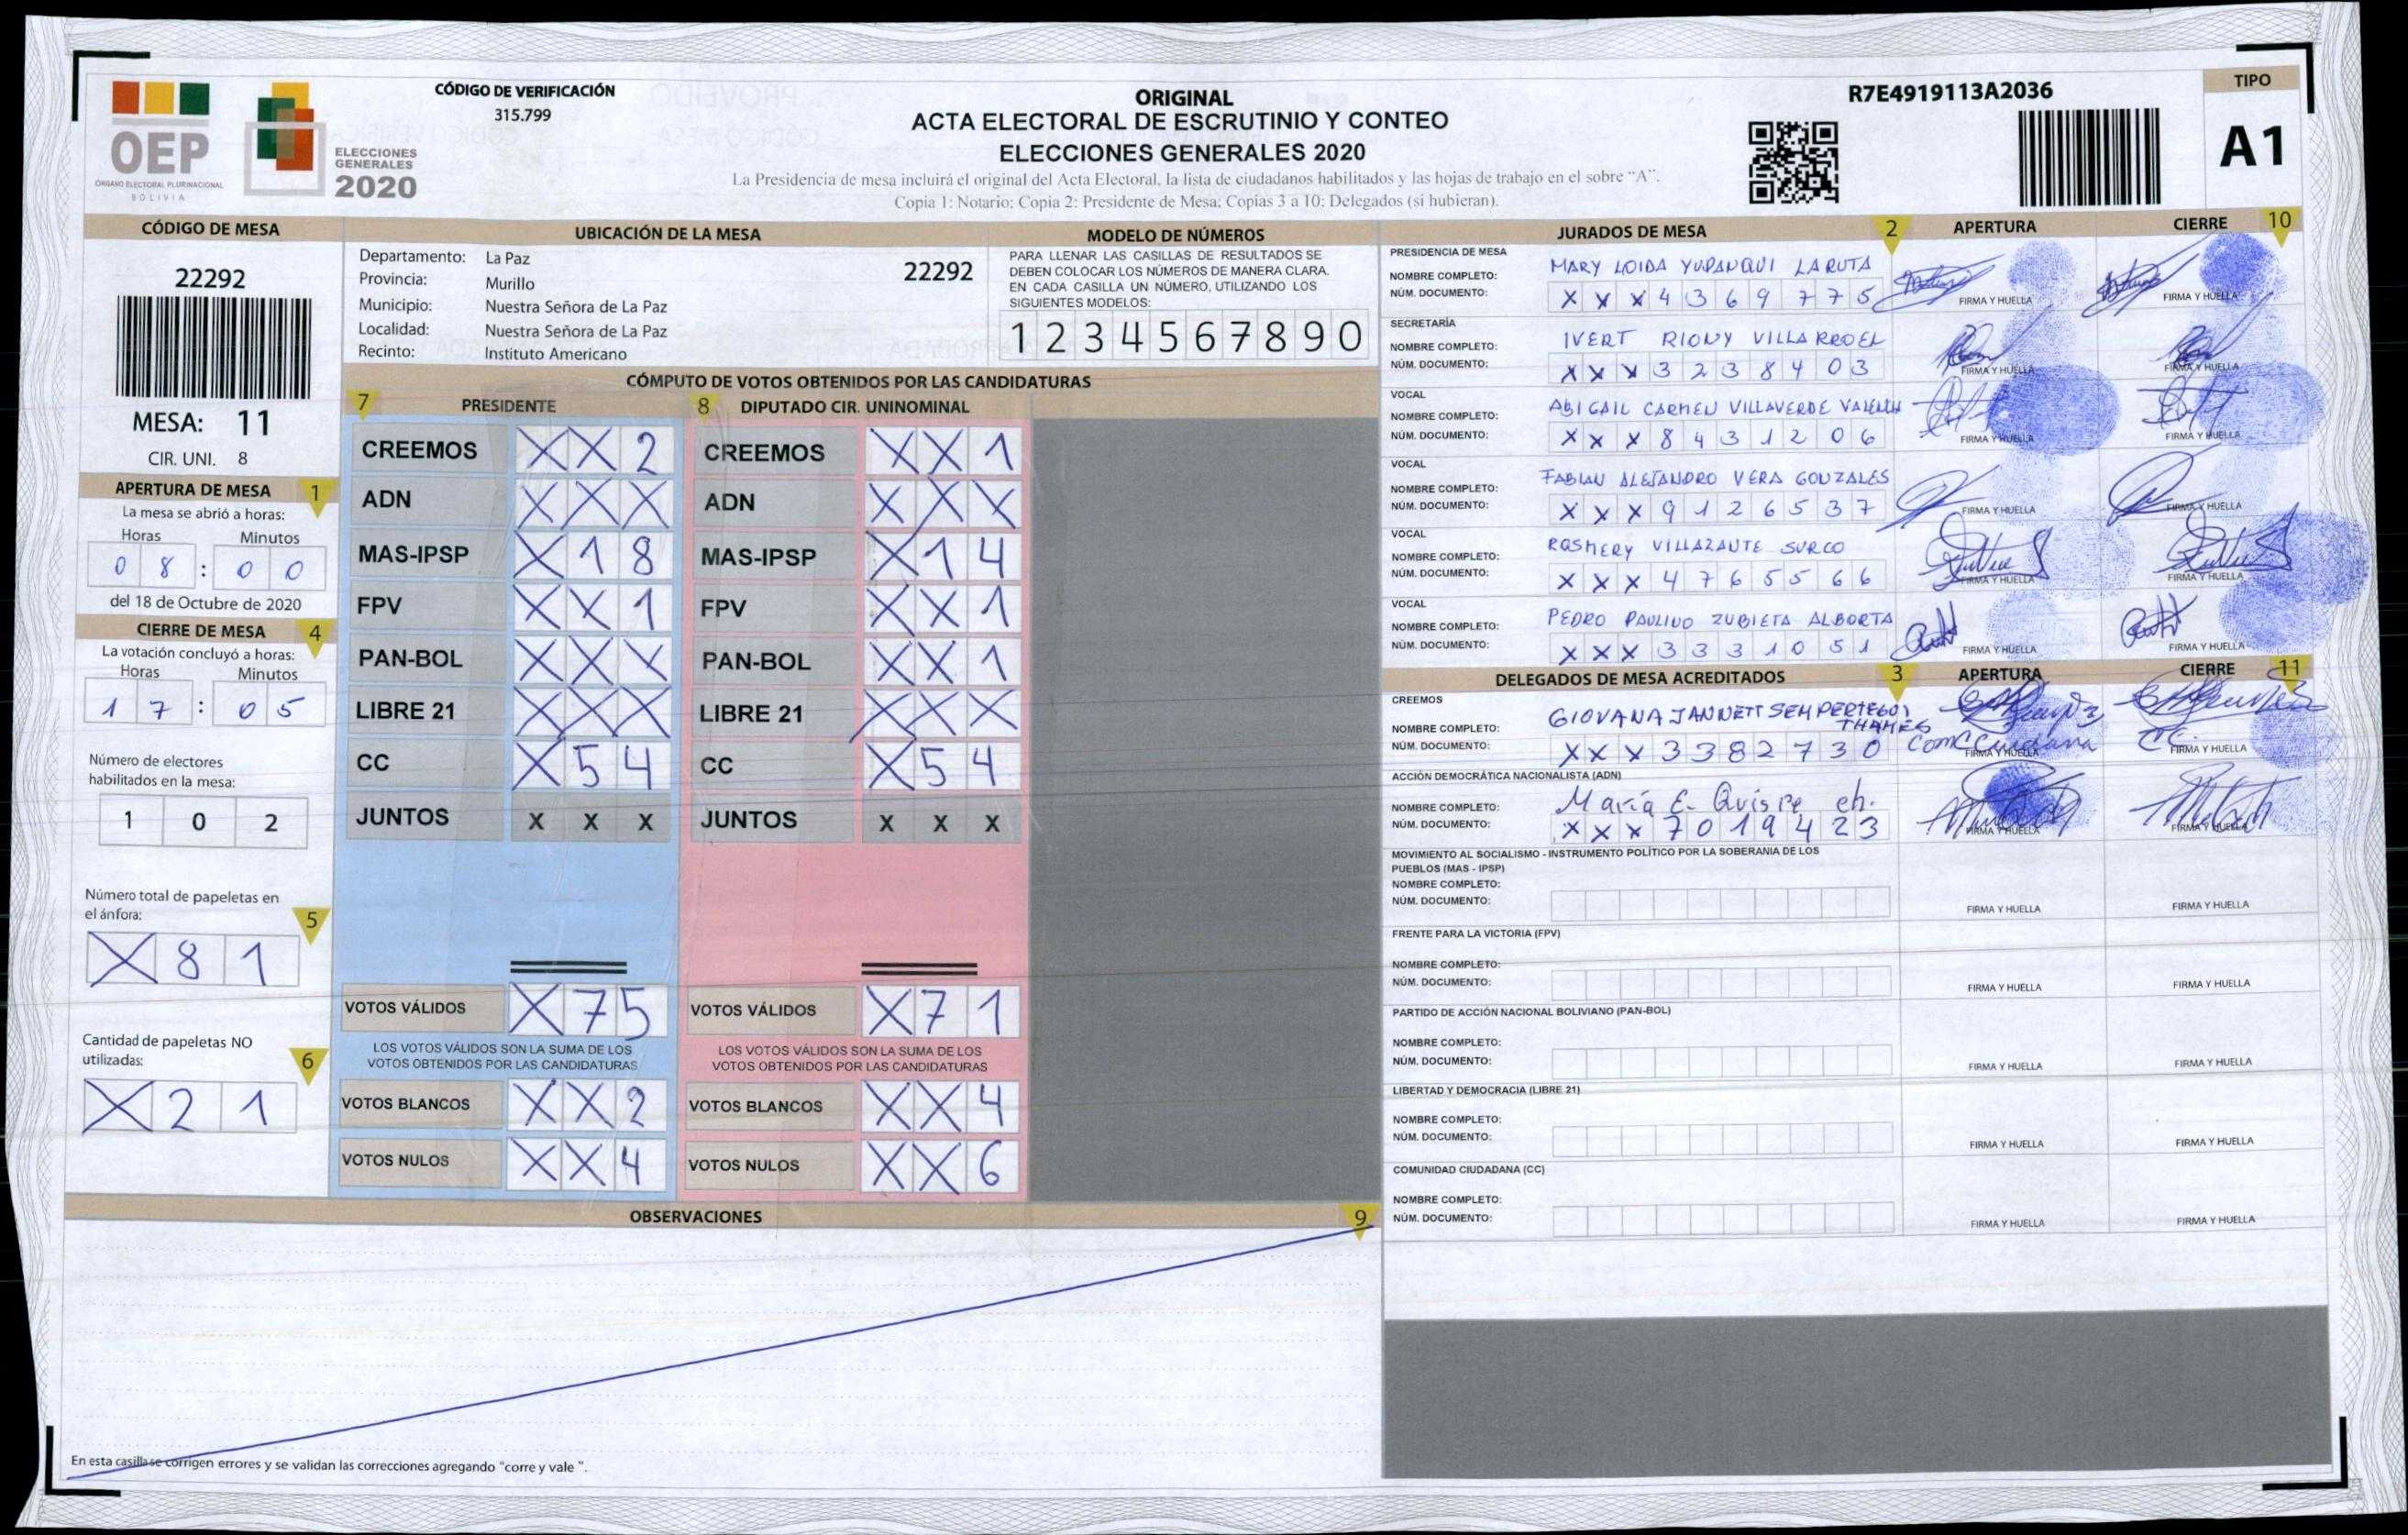 CÓDIGO DE VERIFICACIÓN
315.799
OEP
ÓRGANO ELECTORAL PLURINACIONAL
BOLIVIA
ELECCIONES
GENERALES
2020
ORIGINAL
ACTA ELECTORAL DE ESCRUTINIO Y CONTEO
ELECCIONES GENERALES 2020
La Presidencia de mesa incluirá el original del Acta Electoral, la lista de ciudadanos habilitados y las hojas de trabajo en el sobre "A".
Copia 1: Notario; Copia 2: Presidente de Mesa; Copias 3 a 10: Delegados (si hubieran).
R7E4919113A2036
TIPO
A1
CÓDIGO DE MESA
22292
MESA: 11
CIR. UNI. 8
APERTURA DE MESA 1
La mesa se abrió a horas:
Horas Minutos
0 8 : 0 0
del 18 de Octubre de 2020
CIERRE DE MESA 4
La votación concluyó a horas:
Horas Minutos
1 7 : 0 5
Número de electores
habilitados en la mesa:
1 0 2
Número total de papeletas en
el ánfora: 5
X 8 1
Cantidad de papeletas NO
utilizadas: 6
X 2 1
UBICACIÓN DE LA MESA
Departamento: La Paz
22292
Provincia: Murillo
Municipio: Nuestra Señora de La Paz
Localidad: Nuestra Señora de La Paz
Recinto: Instituto Americano
MODELO DE NÚMEROS
PARA LLENAR LAS CASILLAS DE RESULTADOS SE
DEBEN COLOCAR LOS NÚMEROS DE MANERA CLARA.
EN CADA CASILLA UN NÚMERO, UTILIZANDO LOS
SIGUIENTES MODELOS:
1 2 3 4 5 6 7 8 9 0
CÓMPUTO DE VOTOS OBTENIDOS POR LAS CANDIDATURAS
7 PRESIDENTE
CREEMOS X X 2
ADN X X X
MAS-IPSP X 1 8
FPV X X 1
PAN-BOL X X X
LIBRE 21 X X X
CC X 5 4
JUNTOS X X X
VOTOS VÁLIDOS X 7 5
LOS VOTOS VÁLIDOS SON LA SUMA DE LOS
VOTOS OBTENIDOS POR LAS CANDIDATURAS
VOTOS BLANCOS X X 2
VOTOS NULOS X X 4
8 DIPUTADO CIR. UNINOMINAL
CREEMOS X X 1
ADN X X X
MAS-IPSP X 1 4
FPV X X 1
PAN-BOL X X 1
LIBRE 21 X X X
CC X 5 4
JUNTOS X X X
VOTOS VÁLIDOS X 7 1
LOS VOTOS VÁLIDOS SON LA SUMA DE LOS
VOTOS OBTENIDOS POR LAS CANDIDATURAS
VOTOS BLANCOS X X 4
VOTOS NULOS X X 6
OBSERVACIONES 9
En esta casilla se corrigen errores y se validan las correcciones agregando "corre y vale ".
JURADOS DE MESA 2 APERTURA CIERRE 10
PRESIDENCIA DE MESA
NOMBRE COMPLETO: MARY LOIDA YUPANQUI LARUTA
NÚM. DOCUMENTO: X X X 4 3 6 9 7 7 5
FIRMA Y HUELLA FIRMA Y HUELLA
SECRETARÍA
NOMBRE COMPLETO: IVERT RIONY VILLARROEL
NÚM. DOCUMENTO: X X X 3 2 3 8 4 0 3
FIRMA Y HUELLA FIRMA Y HUELLA
VOCAL
NOMBRE COMPLETO: ABIGAIL CARMEN VILLAVERDE
NÚM. DOCUMENTO: X X X 8 4 3 1 2 0 6
FIRMA Y HUELLA FIRMA Y HUELLA
VOCAL
NOMBRE COMPLETO: FABIAN ALEJANDRO VERA GONZALES
NÚM. DOCUMENTO: X X X 9 1 2 6 5 3 7
FIRMA Y HUELLA FIRMA Y HUELLA
VOCAL
NOMBRE COMPLETO: ROSMERY VILLAZANTE SURCO
NÚM. DOCUMENTO: X X X 4 7 6 5 5 6 6
FIRMA Y HUELLA FIRMA Y HUELLA
VOCAL
NOMBRE COMPLETO: PEDRO PAULINO ZUBIETA ALBORTA
NÚM. DOCUMENTO: X X X 3 3 3 1 0 5 1
FIRMA Y HUELLA FIRMA Y HUELLA
DELEGADOS DE MESA ACREDITADOS 3 APERTURA CIERRE 11
CREEMOS
NOMBRE COMPLETO: GIOVANA JANNETT SEMPERTEGUI
THAMES
NÚM. DOCUMENTO: X X X 3 3 8 2 7 3 0
FIRMA Y HUELLA FIRMA Y HUELLA
ACCIÓN DEMOCRÁTICA NACIONALISTA (ADN)
NOMBRE COMPLETO: María E. Quispe ch.
NÚM. DOCUMENTO: X X X 7 0 1 9 4 2 3
FIRMA Y HUELLA FIRMA Y HUELLA
MOVIMIENTO AL SOCIALISMO - INSTRUMENTO POLÍTICO POR LA SOBERANIA DE LOS
PUEBLOS (MAS - IPSP)
NOMBRE COMPLETO:
NÚM. DOCUMENTO:
FIRMA Y HUELLA FIRMA Y HUELLA
FRENTE PARA LA VICTORIA (FPV)
NOMBRE COMPLETO:
NÚM. DOCUMENTO:
FIRMA Y HUELLA FIRMA Y HUELLA
PARTIDO DE ACCIÓN NACIONAL BOLIVIANO (PAN-BOL)
NOMBRE COMPLETO:
NÚM. DOCUMENTO:
FIRMA Y HUELLA FIRMA Y HUELLA
LIBERTAD Y DEMOCRACIA (LIBRE 21)
NOMBRE COMPLETO:
NÚM. DOCUMENTO:
FIRMA Y HUELLA FIRMA Y HUELLA
COMUNIDAD CIUDADANA (CC)
NOMBRE COMPLETO:
NÚM. DOCUMENTO:
FIRMA Y HUELLA FIRMA Y HUELLA